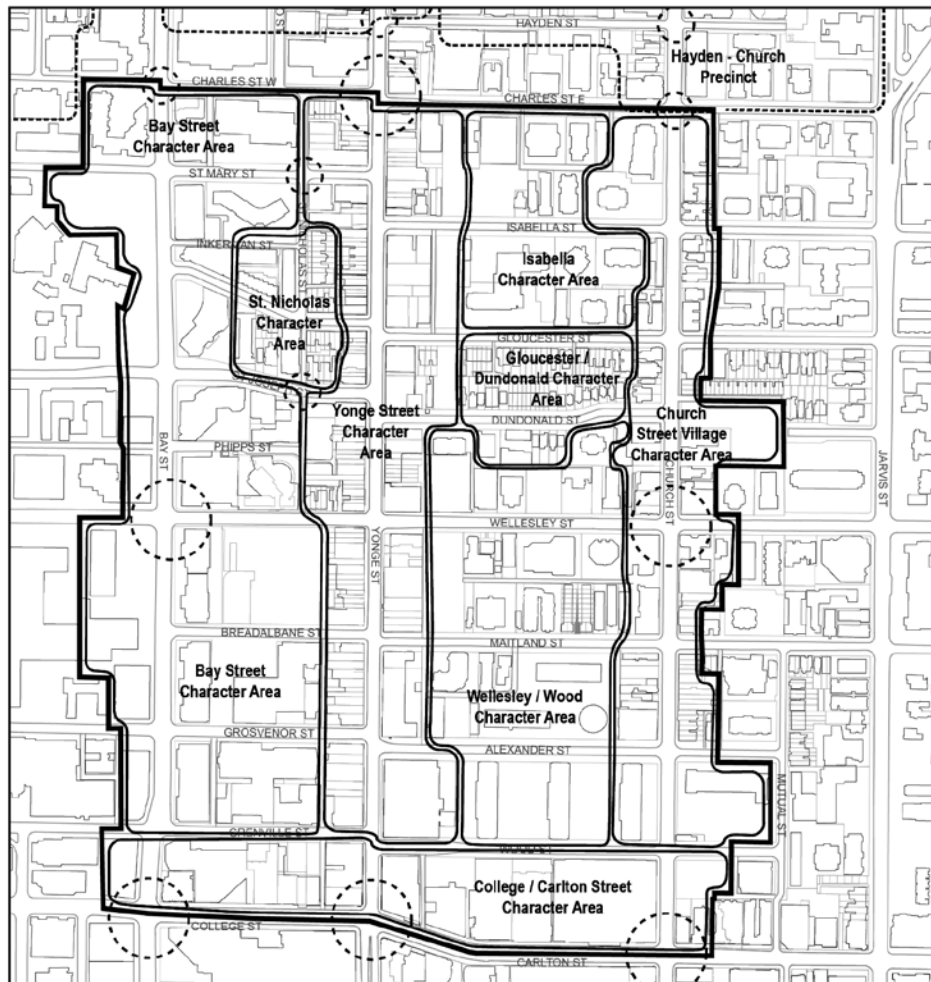 HAYDEN ST
Hayden - Church
Precinct
CHARLES ST W
CHARLES ST E
Bay Street
Character Area
ST MARY ST
ISABELLA ST
INKERMAN ST
Isabella
Character Area
St. Nicholas
Character
Area
GLOUCESTER ST
Gloucester /
Dundonald Character
Area
Yonge Street
Character
Area
DUNDONALD ST
Church
Street Village
Character Area
BAY ST
PHIPPS ST
CHURCH ST
JARVIS ST
WELLESLEY ST
YONGE ST
BREADALBANE ST
MAITLAND ST
Bay Street
Character Area
Wellesley / Wood
Character Area
GROSVENOR ST
ALEXANDER ST
MUTUAL ST
GRENVILLE ST
WOOD ST
College / Carlton Street
Character Area
COLLEGE ST
CARLTON ST